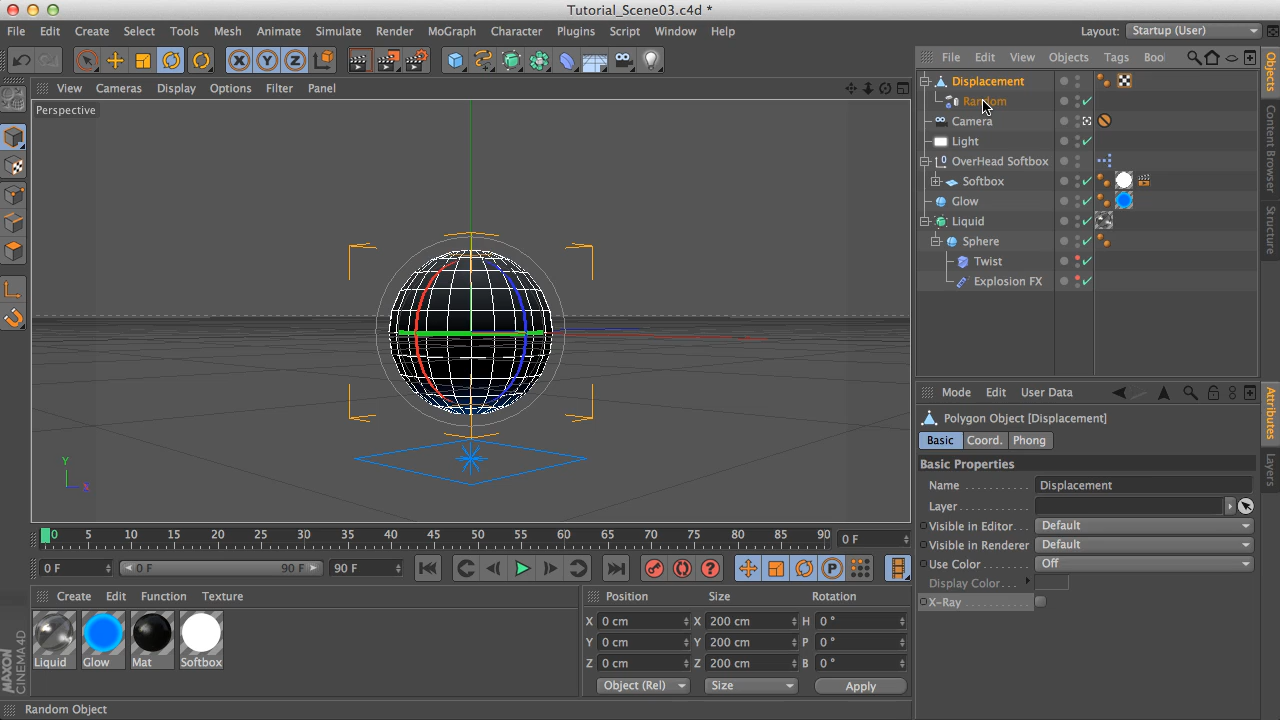 Tutorial_Scene03.c4d *
File Edit Create Select Tools Mesh Animate Simulate Render MoGraph Character Plugins Script Window Help
Layout: Startup (User)
X Y Z
File Edit View Objects Tags Bool
View Cameras Display Options Filter Panel
Perspective
Displacement
Random
Camera
Light
OverHead Softbox
Softbox
Glow
Liquid
Sphere
Twist
Explosion FX
Objects
Content Browser
Structure
Mode Edit User Data
Polygon Object [Displacement]
Basic Coord. Phong
Basic Properties
Name Displacement
Layer
Visible in Editor Default
Visible in Renderer Default
Use Color Off
Display Color
X-Ray
Attributes
Layers
Y
X
0 5 10 15 20 25 30 35 40 45 50 55 60 65 70 75 80 85 90 0 F
0 F 0 F 90 F 90 F
P
Create Edit Function Texture
Liquid Glow Mat Softbox
Position Size Rotation
X 0 cm X 200 cm H 0 °
Y 0 cm Y 200 cm P 0 °
Z 0 cm Z 200 cm B 0 °
Object (Rel) Size Apply
MAXON CINEMA4D
Random Object